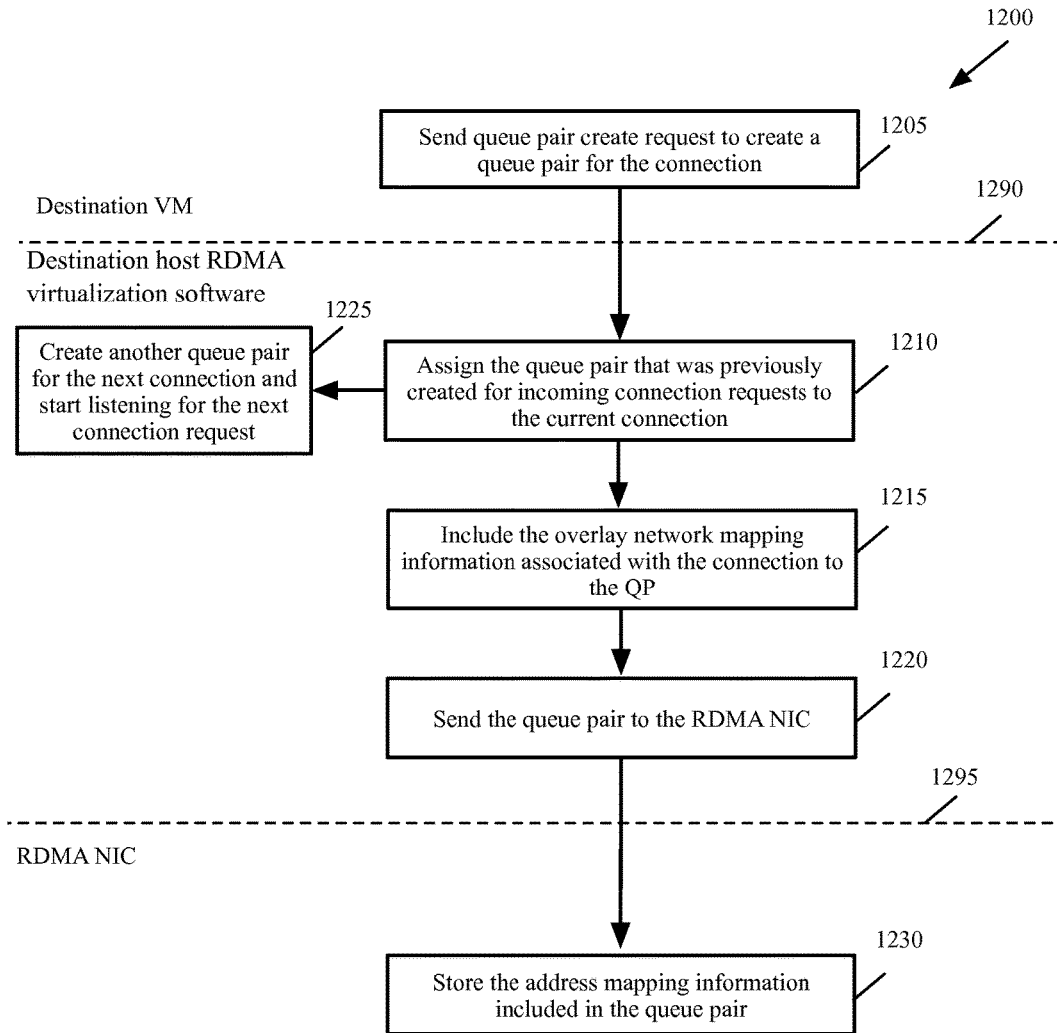 1200
Send queue pair create request to create a
queue pair for the connection
1205
Destination VM
1290
Destination host RDMA
virtualization software
1225
Create another queue pair
for the next connection and
start listening for the next
connection request
1210
Assign the queue pair that was previously
created for incoming connection requests to
the current connection
1215
Include the overlay network mapping
information associated with the connection to
the QP
1220
Send the queue pair to the RDMA NIC
1295
RDMA NIC
1230
Store the address mapping information
included in the queue pair